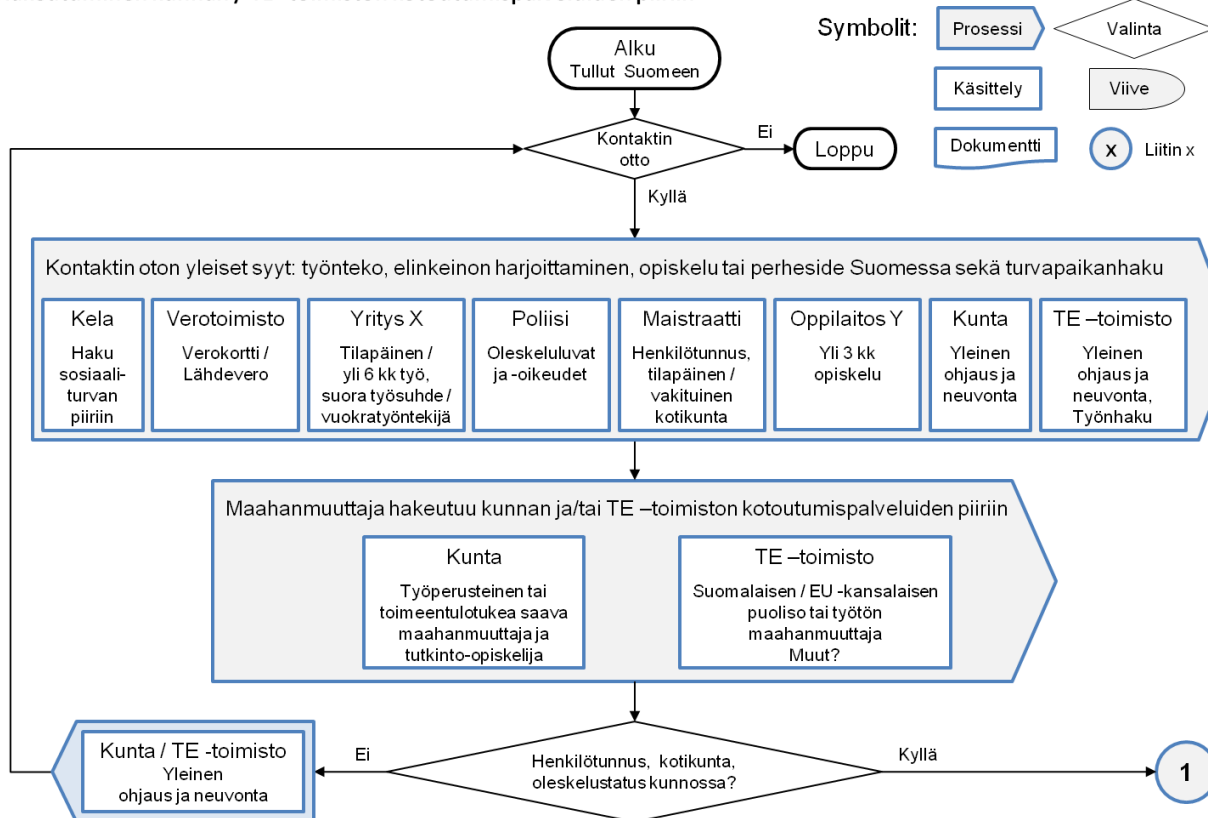 Symbolit:
Prosessi
Valinta
Käsittely
Viive
Dokumentti
x
Liitin x
Alku
Tullut Suomeen
Kontaktin
otto
Ei
Loppu
Kyllä
Kontaktin oton yleiset syyt: työnteko, elinkeinon harjoittaminen, opiskelu tai perheside Suomessa sekä turvapaikanhaku
Kela
Haku
sosiaali-
turvan
piiriin
Verotoimisto
Verokortti /
Lähdevero
Yritys X
Tilapäinen /
yli 6 kk työ,
suora työsuhde /
vuokratyöntekijä
Poliisi
Oleskeluluvat
ja -oikeudet
Maistraatti
Henkilötunnus,
tilapäinen /
vakituinen
kotikunta
Oppilaitos Y
Yli 3 kk
opiskelu
Kunta
Yleinen
ohjaus ja
neuvonta
TE –toimisto
Yleinen
ohjaus ja
neuvonta,
Työnhaku
Maahanmuuttaja hakeutuu kunnan ja/tai TE –toimiston kotoutumispalveluiden piiriin
Kunta
Työperusteinen tai
toimeentulotukea saava
maahanmuuttaja ja
tutkinto-opiskelija
TE –toimisto
Suomalaisen / EU -kansalaisen
puoliso tai työtön
maahanmuuttaja
Muut?
Kunta / TE -toimisto
Yleinen
ohjaus ja neuvonta
Ei
Henkilötunnus, kotikunta,
oleskelustatus kunnossa?
Kyllä
1